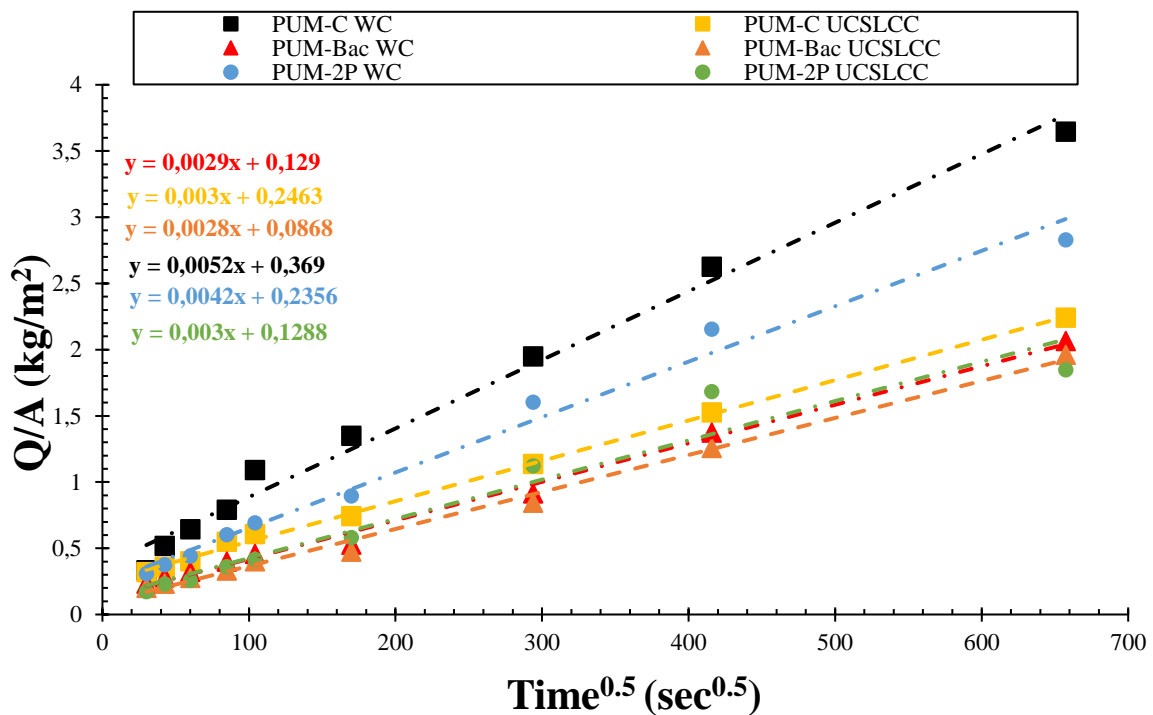 PUM-C WC PUM-C UCSLCC
PUM-Bac WC PUM-Bac UCSLCC
PUM-2P WC PUM-2P UCSLCC
4
3,5
3
2,5
2
1,5
1
0,5
0
Q/A (kg/m²)
y = 0,0029x + 0,129
y = 0,003x + 0,2463
y = 0,0028x + 0,0868
y = 0,0052x + 0,369
y = 0,0042x + 0,2356
y = 0,003x + 0,1288
0 100 200 300 400 500 600 700
Time⁰·⁵ (sec⁰·⁵)